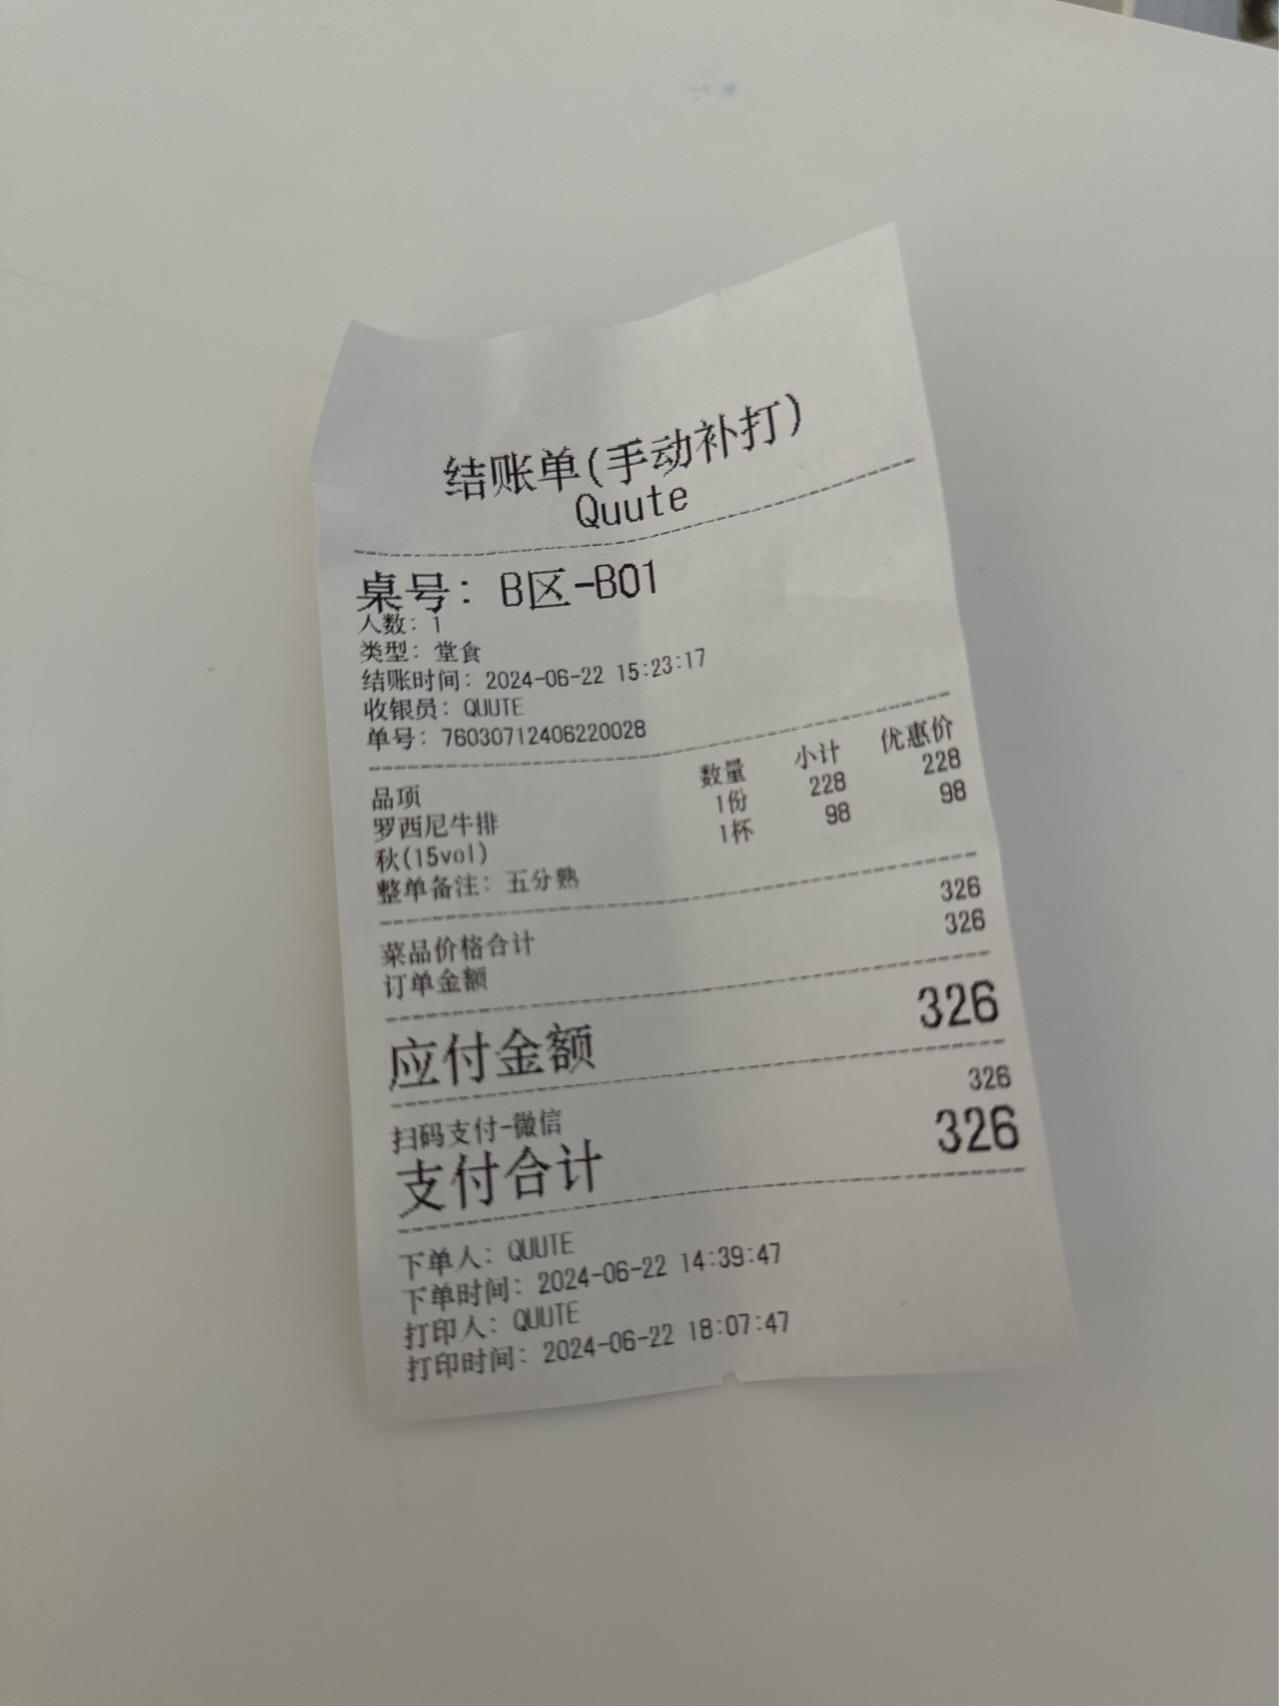 结账单(手动补打)
Quute
桌号: B区-B01
人数: 1
类型: 堂食
结账时间: 2024-06-22 15:23:17
收银员: QUUTE
单号: 76030712406220028
品项 数量 小计 优惠价
罗西尼牛排 1份 228 228
秋(15vol) 1杯 98 98
整单备注: 五分熟
菜品价格合计 326
订单金额 326
应付金额 326
扫码支付-微信 326
支付合计 326
下单人: QUUTE
下单时间: 2024-06-22 14:39:47
打印人: QUUTE
打印时间: 2024-06-22 18:07:47